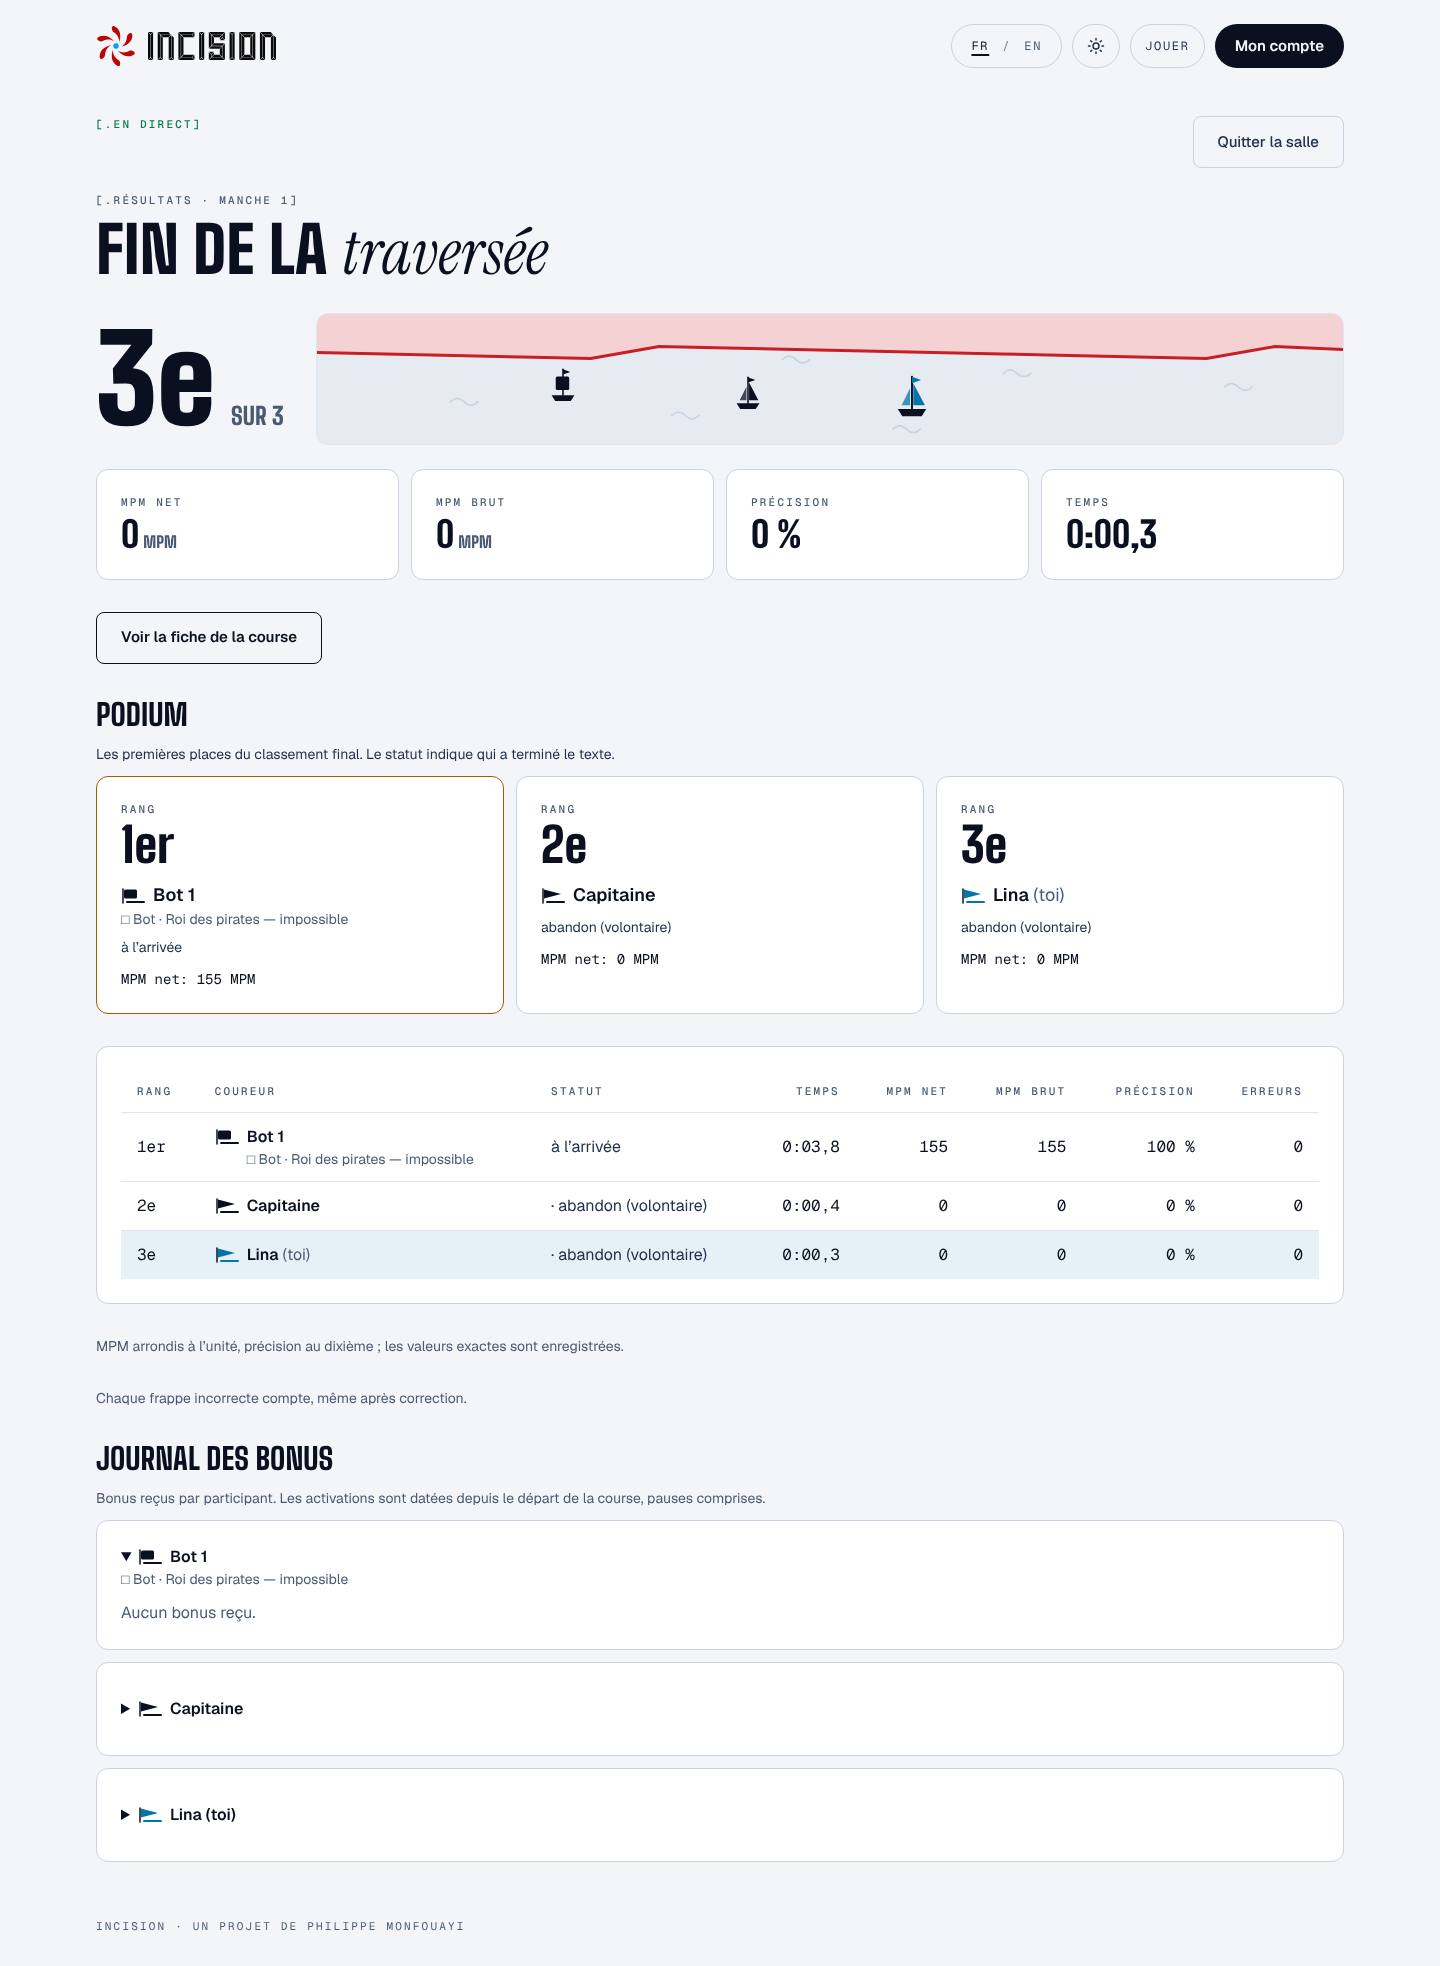 INCISION
FR / EN
JOUER
Mon compte
[.EN DIRECT]
Quitter la salle
[.RÉSULTATS · MANCHE 1]
FIN DE LA traversée
3e SUR 3
MPM NET
0 MPM
MPM BRUT
0 MPM
PRÉCISION
0 %
TEMPS
0:00,3
Voir la fiche de la course
PODIUM
Les premières places du classement final. Le statut indique qui a terminé le texte.
RANG
1er
Bot 1
□ Bot · Roi des pirates — impossible
à l’arrivée
MPM net: 155 MPM
RANG
2e
Capitaine
abandon (volontaire)
MPM net: 0 MPM
RANG
3e
Lina (toi)
abandon (volontaire)
MPM net: 0 MPM
RANG COUREUR STATUT TEMPS MPM NET MPM BRUT PRÉCISION ERREURS
1er Bot 1 à l’arrivée 0:03,8 155 155 100 % 0
□ Bot · Roi des pirates — impossible
2e Capitaine · abandon (volontaire) 0:00,4 0 0 0 % 0
3e Lina (toi) · abandon (volontaire) 0:00,3 0 0 0 % 0
MPM arrondis à l’unité, précision au dixième ; les valeurs exactes sont enregistrées.
Chaque frappe incorrecte compte, même après correction.
JOURNAL DES BONUS
Bonus reçus par participant. Les activations sont datées depuis le départ de la course, pauses comprises.
▼ Bot 1
□ Bot · Roi des pirates — impossible
Aucun bonus reçu.
▶ Capitaine
▶ Lina (toi)
INCISION · UN PROJET DE PHILIPPE MONFOUAYI